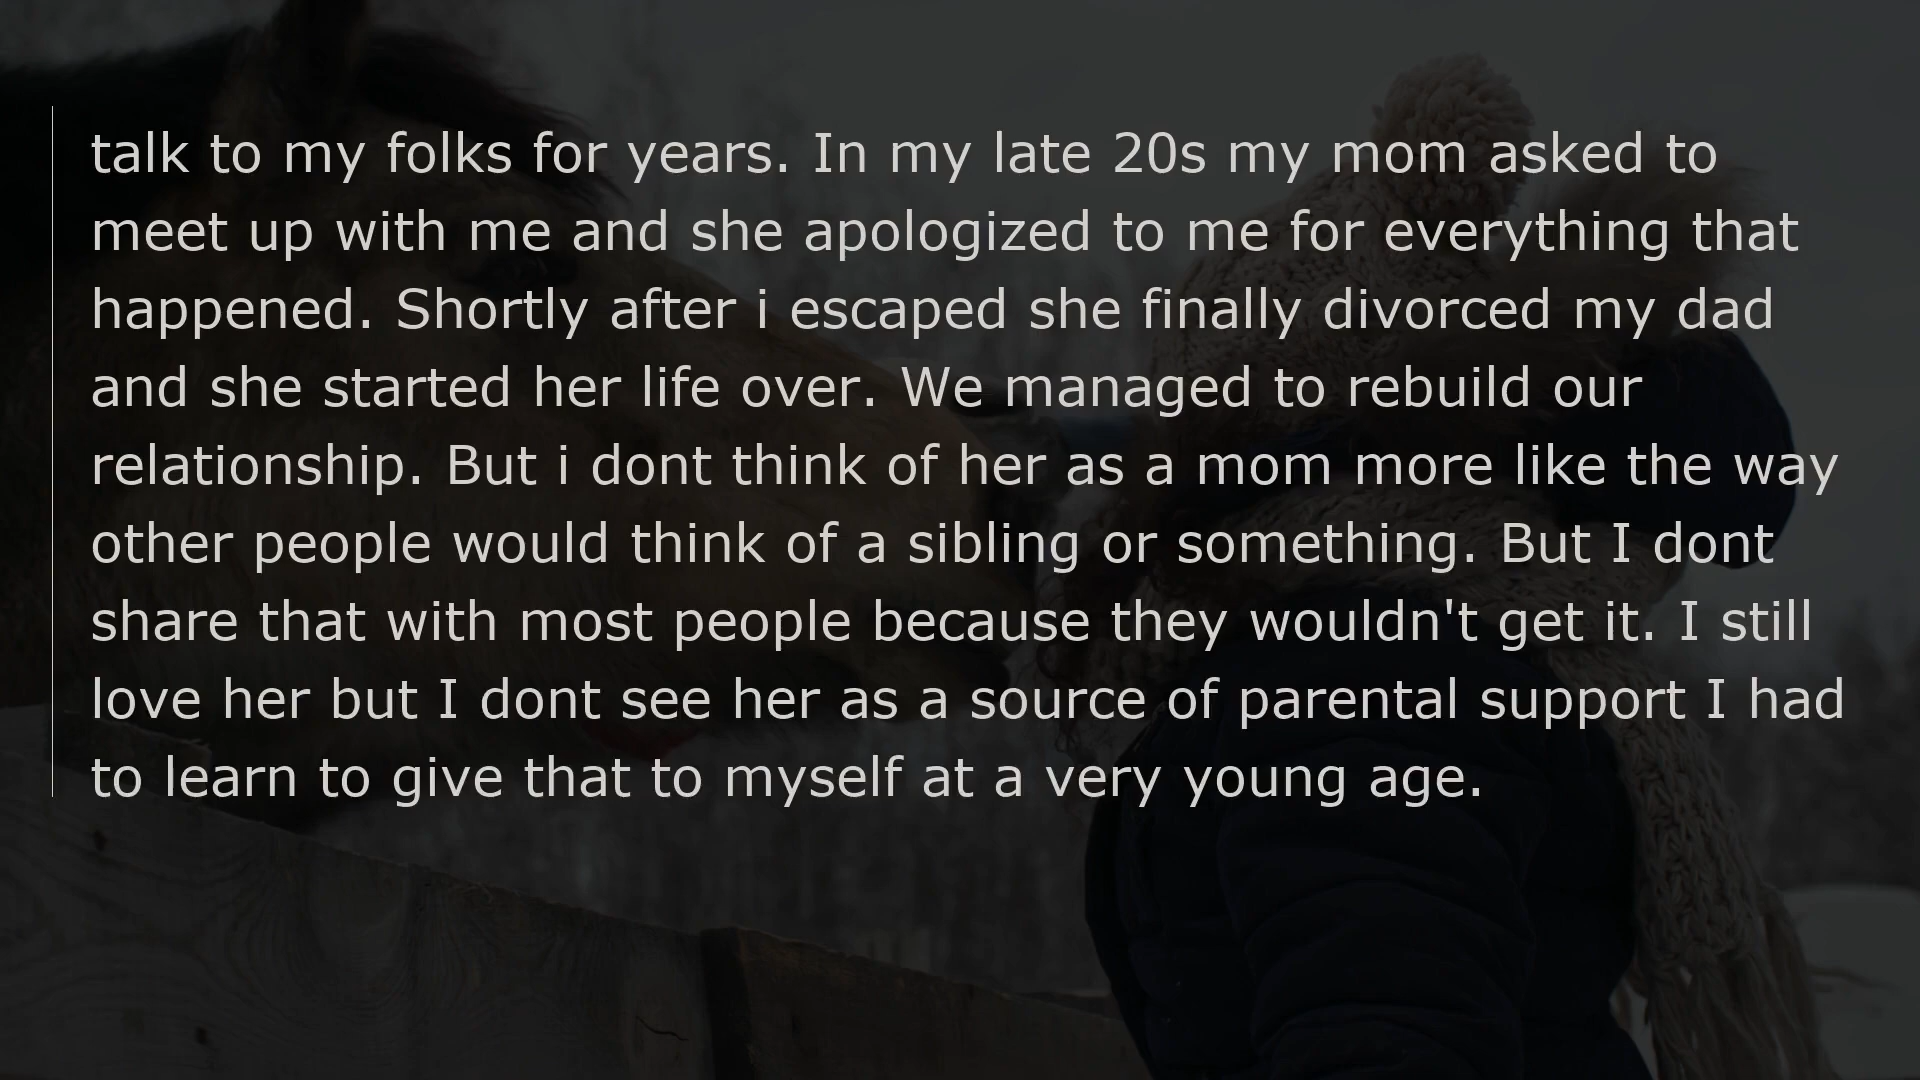 talk to my folks for years. In my late 20s my mom asked to
meet up with me and she apologized to me for everything that
happened. Shortly after i escaped she finally divorced my dad
and she started her life over. We managed to rebuild our
relationship. But i dont think of her as a mom more like the way
other people would think of a sibling or something. But I dont
share that with most people because they wouldn't get it. I still
love her but I dont see her as a source of parental support I had
to learn to give that to myself at a very young age.